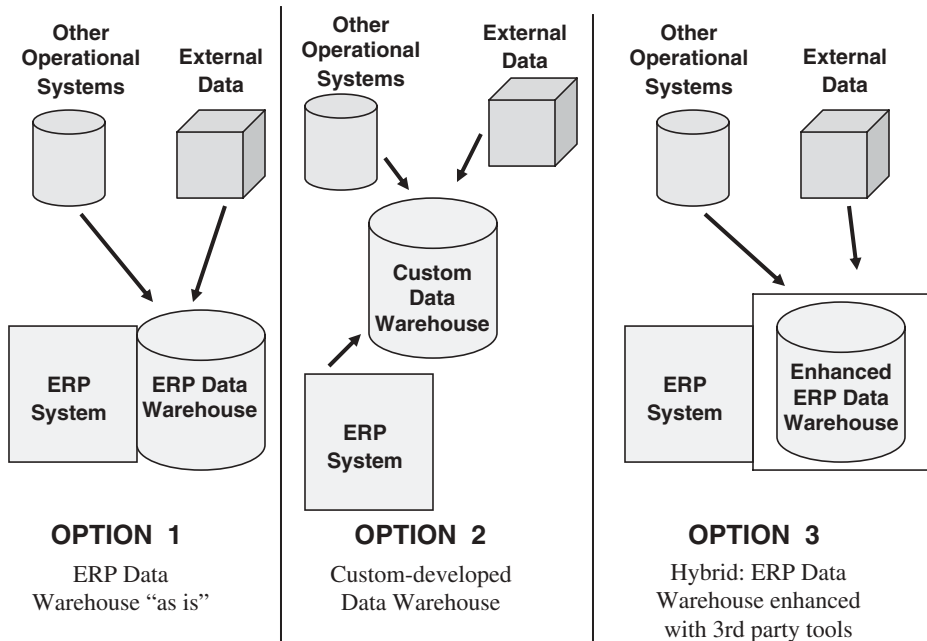 Other
Operational
Systems
External
Data
ERP
System
ERP Data
Warehouse
OPTION 1
ERP Data
Warehouse “as is”
Other
Operational
Systems
External
Data
Custom
Data
Warehouse
ERP
System
OPTION 2
Custom-developed
Data Warehouse
Other
Operational
Systems
External
Data
ERP
System
Enhanced
ERP Data
Warehouse
OPTION 3
Hybrid: ERP Data
Warehouse enhanced
with 3rd party tools